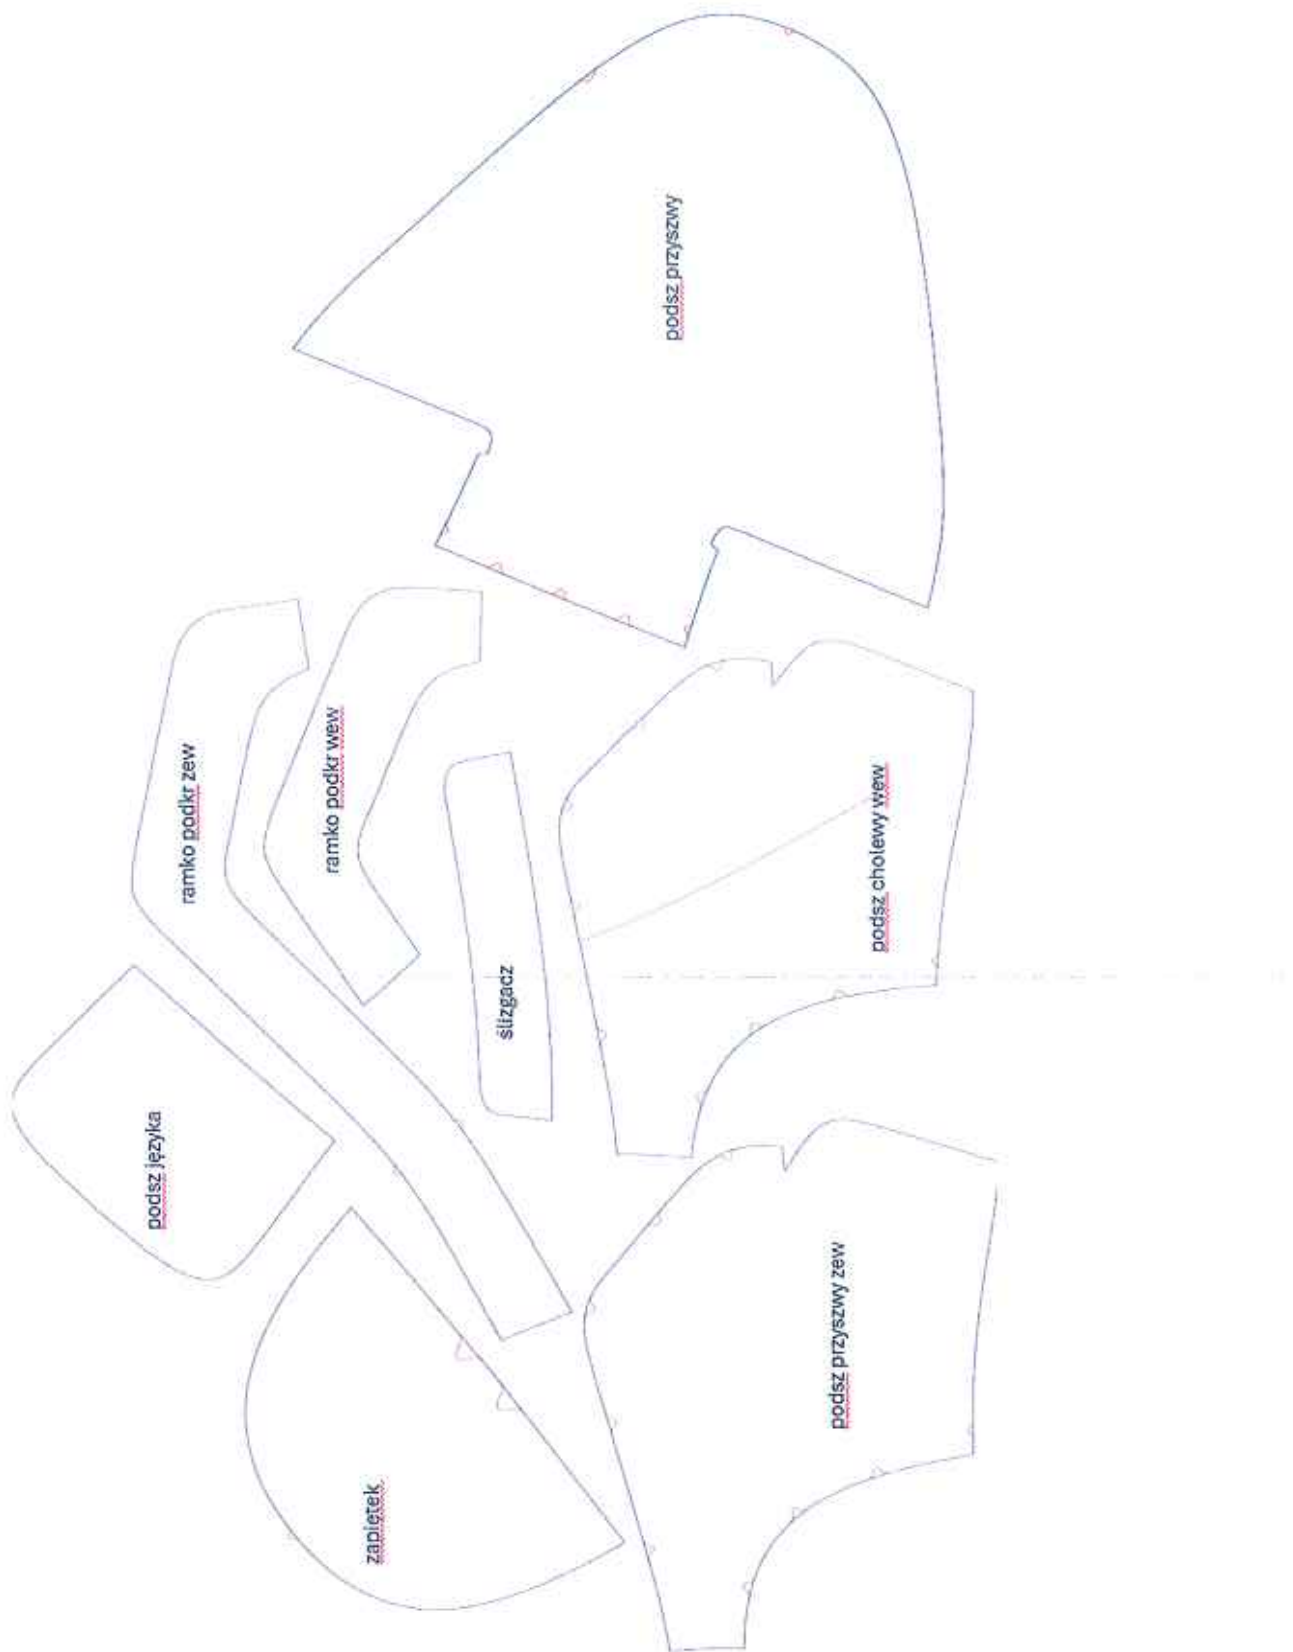 podsz przyszwy
ramko podkr zew
ramko podkr wew
podsz cholewy wew
ślizgacz
podsz języka
podsz przyszwy zew
zapiętek